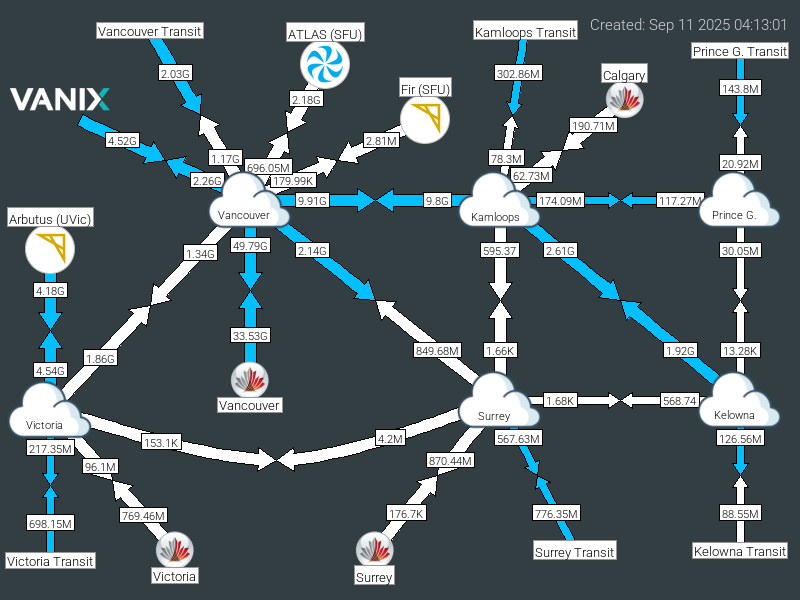 Created: Sep 11 2025 04:13:01
Vancouver Transit
ATLAS (SFU)
Kamloops Transit
Prince G. Transit
2.03G
302.86M
Calgary
143.8M
Fir (SFU)
VANIX
2.18G
190.71M
4.52G
2.81M
1.17G
78.3M
20.92M
696.05M
62.73M
2.26G
179.99K
9.91G
9.8G
174.09M
117.27M
Vancouver
Kamloops
Prince G.
Arbutus (UVic)
1.34G
49.79G
2.14G
595.37
2.61G
30.05M
4.18G
33.53G
1.86G
849.68M
1.66K
1.92G
13.28K
4.54G
Vancouver
1.68K
568.74
Victoria
Surrey
Kelowna
217.35M
153.1K
4.2M
567.63M
126.56M
96.1M
870.44M
698.15M
769.46M
176.7K
776.35M
88.55M
Victoria Transit
Victoria
Surrey
Surrey Transit
Kelowna Transit